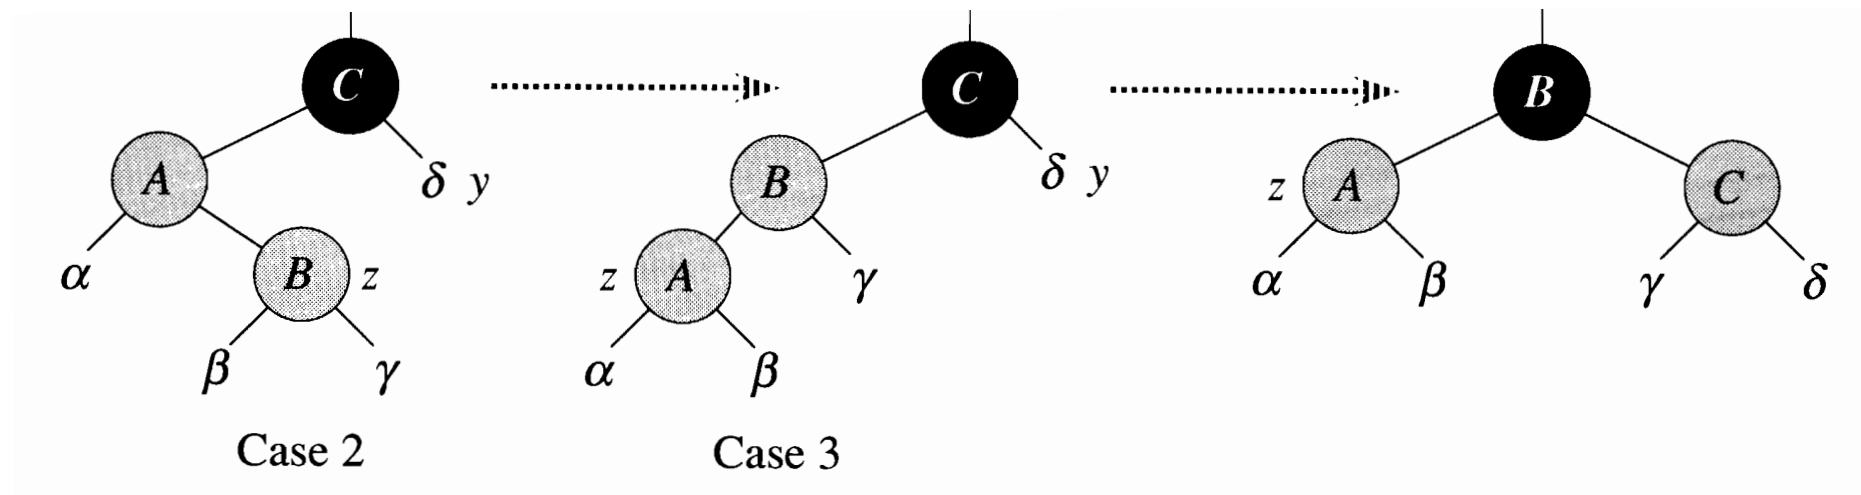 C C B
A δ y B δ y z A C
α B z z A γ α β γ δ
β γ α β
Case 2 Case 3